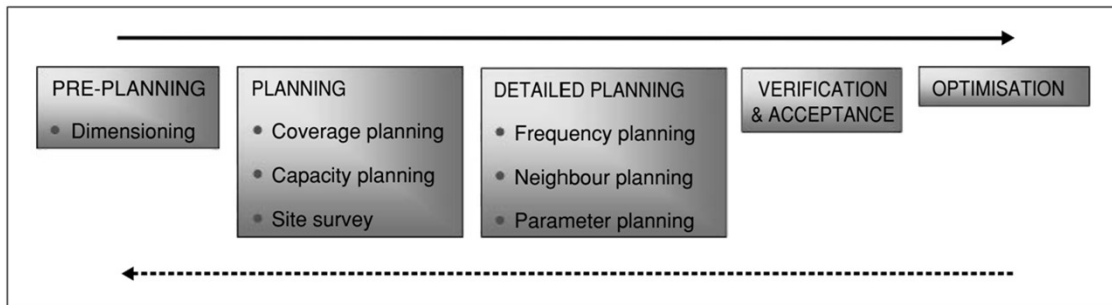 PRE-PLANNING
Dimensioning
PLANNING
Coverage planning
Capacity planning
Site survey
DETAILED PLANNING
Frequency planning
Neighbour planning
Parameter planning
VERIFICATION
& ACCEPTANCE
OPTIMISATION